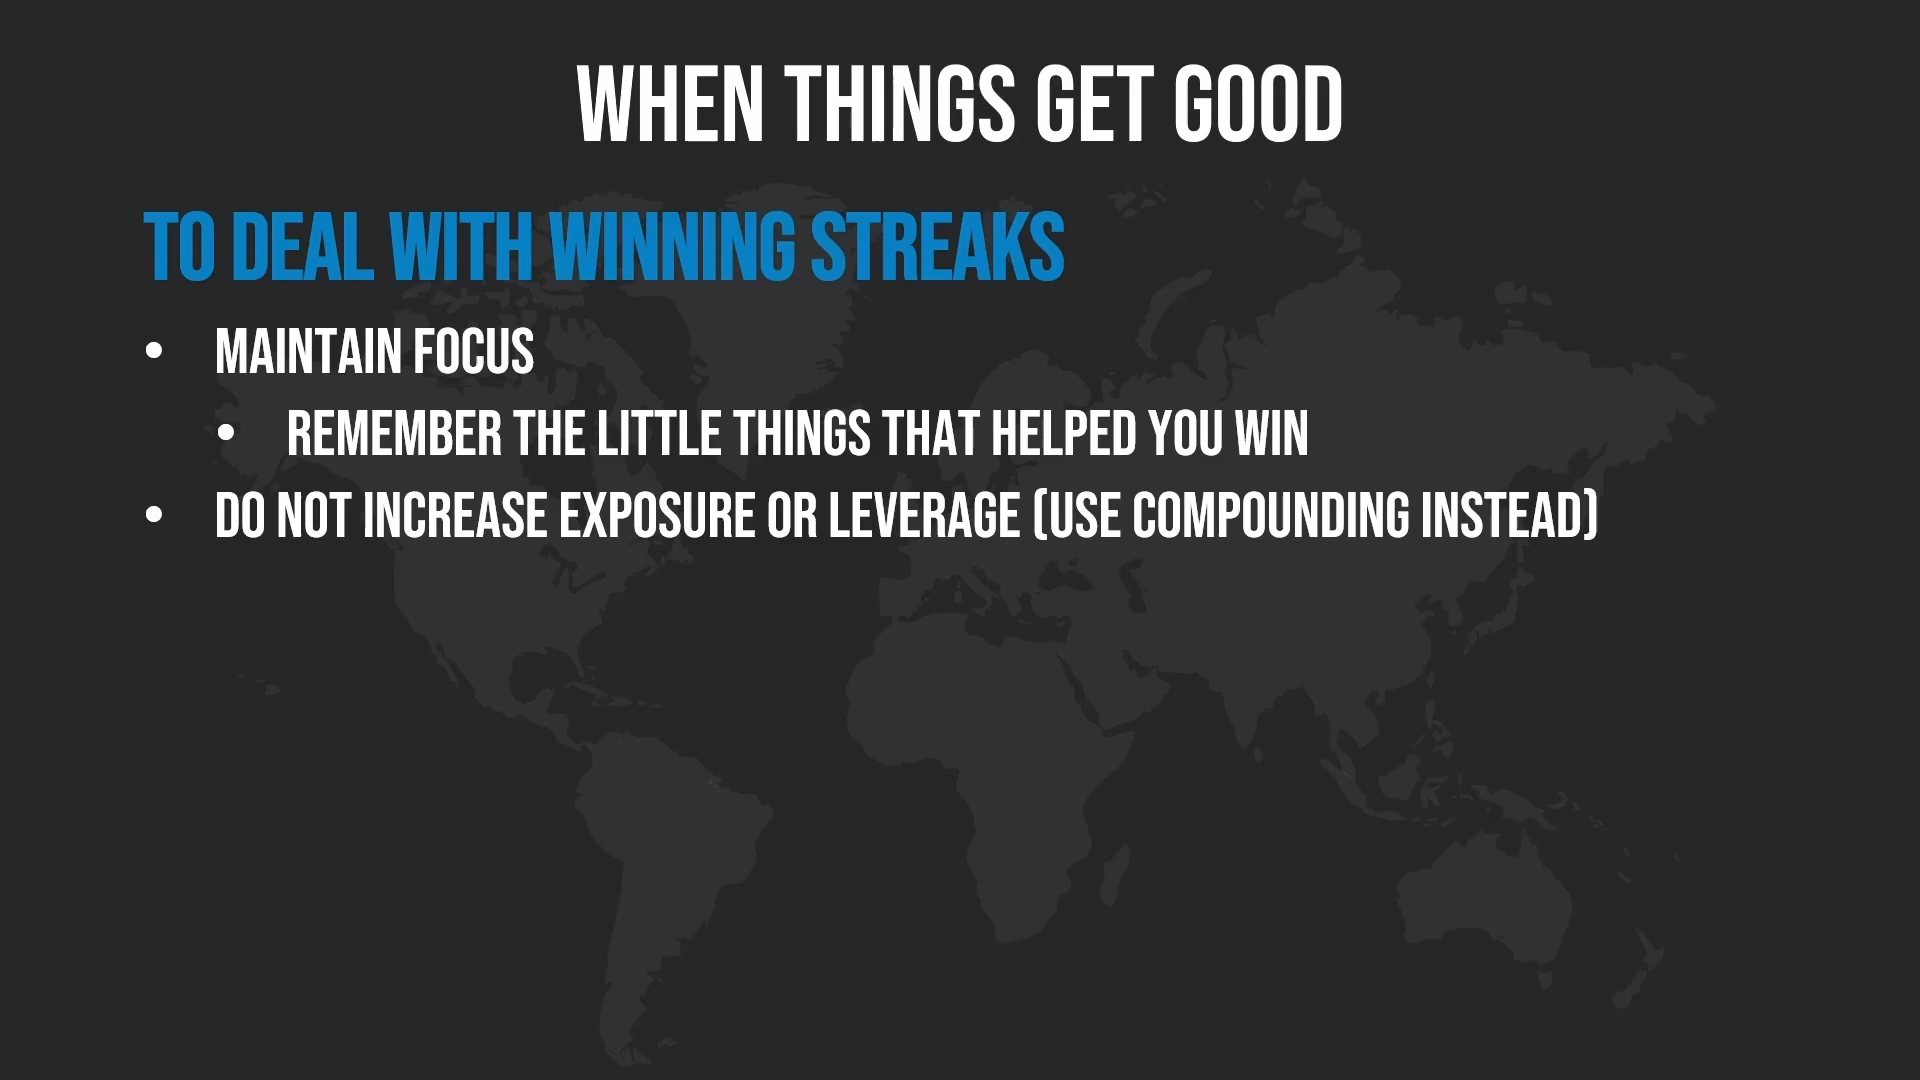 WHEN THINGS GET GOOD
TO DEAL WITH WINNING STREAKS
• MAINTAIN FOCUS
• REMEMBER THE LITTLE THINGS THAT HELPED YOU WIN
• DO NOT INCREASE EXPOSURE OR LEVERAGE (USE COMPOUNDING INSTEAD)